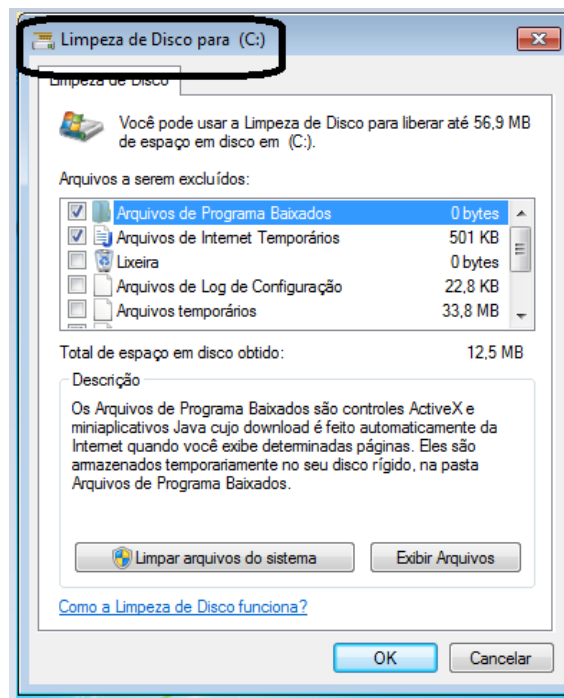 Limpeza de Disco para (C:)
Limpeza de Disco
Você pode usar a Limpeza de Disco para liberar até 56,9 MB
de espaço em disco em (C:).
Arquivos a serem excluídos:
Arquivos de Programa Baixados 0 bytes
Arquivos de Internet Temporários 501 KB
Lixeira 0 bytes
Arquivos de Log de Configuração 22,8 KB
Arquivos temporários 33,8 MB
Total de espaço em disco obtido: 12,5 MB
Descrição
Os Arquivos de Programa Baixados são controles ActiveX e
miniaplicativos Java cujo download é feito automaticamente da
Internet quando você exibe determinadas páginas. Eles são
armazenados temporariamente no seu disco rígido, na pasta
Arquivos de Programa Baixados.
Limpar arquivos do sistema Exibir Arquivos
Como a Limpeza de Disco funciona?
OK Cancelar